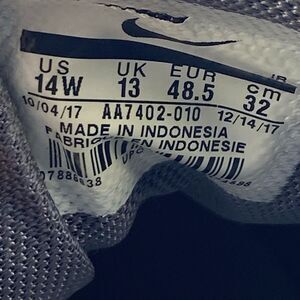 US UK EUR cm
14W 13 48.5 32
10/04/17 AA7402-010 12/14/17
MADE IN INDONESIA
EN INDONESIE